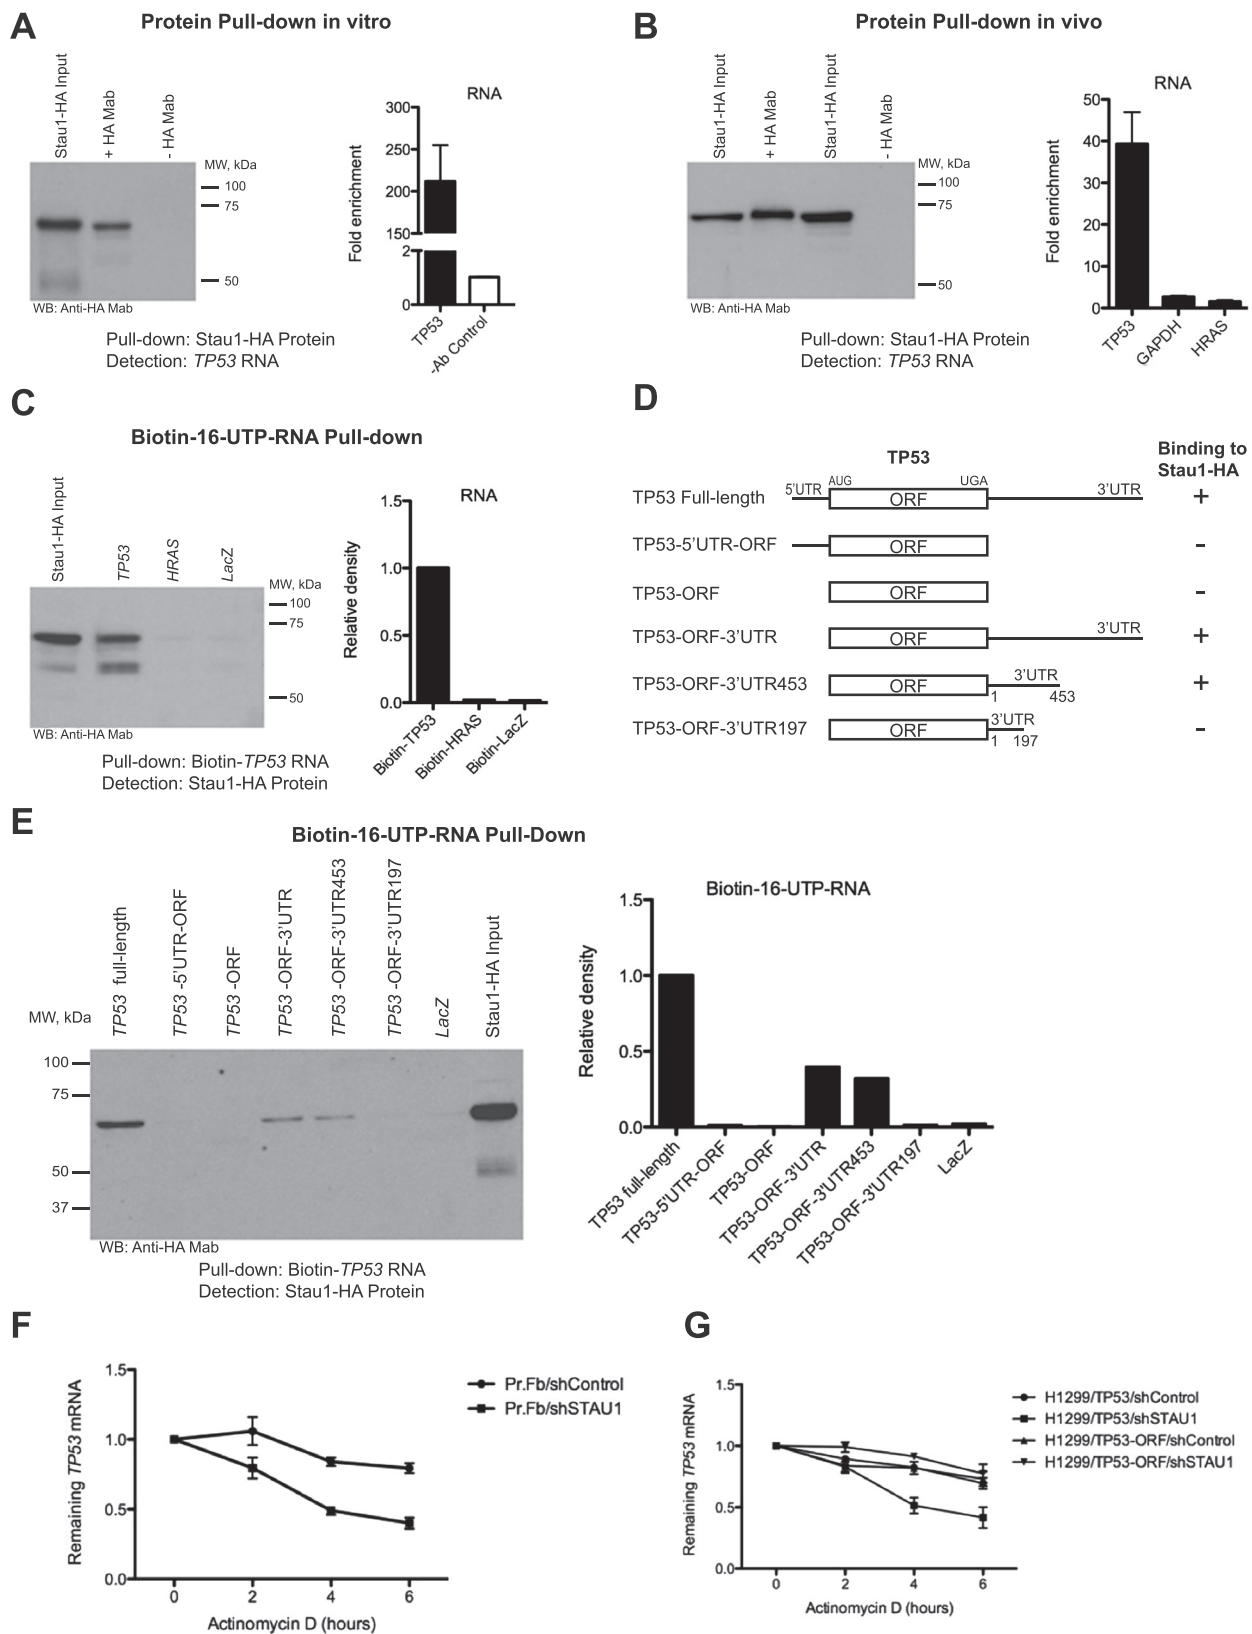 A
Protein Pull-down in vitro
Stau1-HA Input
+ HA Mab
- HA Mab
MW, kDa
100
75
50
WB: Anti-HA Mab
RNA
Fold enrichment
300
250
200
150
2
0
TP53
-Ab Control
Pull-down: Stau1-HA Protein
Detection: TP53 RNA
B
Protein Pull-down in vivo
Stau1-HA Input
+ HA Mab
Stau1-HA Input
- HA Mab
MW, kDa
100
75
50
WB: Anti-HA Mab
RNA
Fold enrichment
50
40
30
20
10
0
TP53
GAPDH
HRAS
Pull-down: Stau1-HA Protein
Detection: TP53 RNA
C
Biotin-16-UTP-RNA Pull-down
Stau1-HA Input
TP53
HRAS
LacZ
MW, kDa
100
75
50
WB: Anti-HA Mab
RNA
Relative density
1.5
1.0
0.5
0.0
Biotin-TP53
Biotin-HRAS
Biotin-LacZ
Pull-down: Biotin-TP53 RNA
Detection: Stau1-HA Protein
D
TP53
Binding to
Stau1-HA
TP53 Full-length 5'UTR AUG ORF UGA 3'UTR +
TP53-5'UTR-ORF ORF -
TP53-ORF ORF -
TP53-ORF-3'UTR ORF 3'UTR +
TP53-ORF-3'UTR453 ORF 3'UTR +
1 453
TP53-ORF-3'UTR197 ORF 3'UTR -
1 197
E
Biotin-16-UTP-RNA Pull-Down
TP53 full-length
TP53 -5'UTR-ORF
TP53 -ORF
TP53 -ORF-3'UTR
TP53 -ORF-3'UTR453
TP53 -ORF-3'UTR197
LacZ
Stau1-HA Input
MW, kDa
100
75
50
37
WB: Anti-HA Mab
Pull-down: Biotin-TP53 RNA
Detection: Stau1-HA Protein
Biotin-16-UTP-RNA
Relative density
1.5
1.0
0.5
0.0
TP53 full-length
TP53-5'UTR-ORF
TP53-ORF
TP53-ORF-3'UTR
TP53-ORF-3'UTR453
TP53-ORF-3'UTR197
LacZ
F
Remaining TP53 mRNA
1.5
1.0
0.5
0.0
0 2 4 6
Actinomycin D (hours)
Pr.Fb/shControl
Pr.Fb/shSTAU1
G
Remaining TP53 mRNA
1.5
1.0
0.5
0.0
0 2 4 6
Actinomycin D (hours)
H1299/TP53/shControl
H1299/TP53/shSTAU1
H1299/TP53-ORF/shControl
H1299/TP53-ORF/shSTAU1